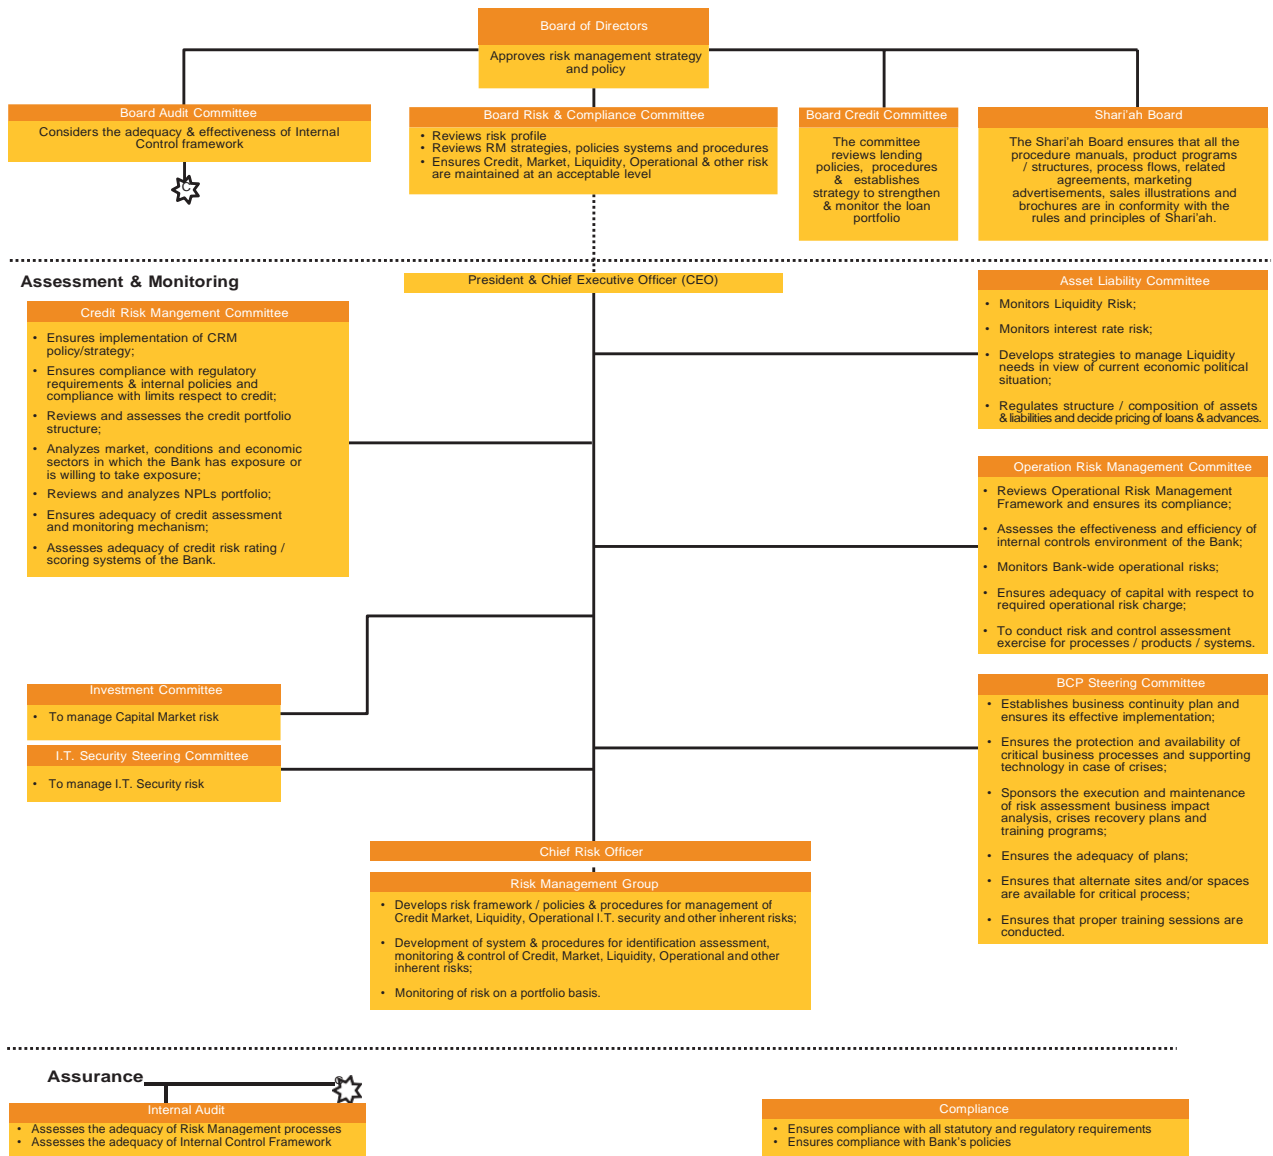 Board of Directors
Approves risk management strategy
and policy
Board Audit Committee
Considers the adequacy & effectiveness of Internal
Control framework
C
Board Risk & Compliance Committee
• Reviews risk profile
• Reviews RM strategies, policies systems and procedures
• Ensures Credit, Market, Liquidity, Operational & other risk
are maintained at an acceptable level
Board Credit Committee
The committee
reviews lending
policies, procedures
& establishes
strategy to strengthen
& monitor the loan
portfolio
Shari'ah Board
The Shari'ah Board ensures that all the
procedure manuals, product programs
/ structures, process flows, related
agreements, marketing
advertisements, sales illustrations and
brochures are in conformity with the
rules and principles of Shari'ah.
Assessment & Monitoring
President & Chief Executive Officer (CEO)
Credit Risk Mangement Committee
• Ensures implementation of CRM
policy/strategy;
• Ensures compliance with regulatory
requirements & internal policies and
compliance with limits respect to credit;
• Reviews and assesses the credit portfolio
structure;
• Analyzes market, conditions and economic
sectors in which the Bank has exposure or
is willing to take exposure;
• Reviews and analyzes NPLs portfolio;
• Ensures adequacy of credit assessment
and monitoring mechanism;
• Assesses adequacy of credit risk rating /
scoring systems of the Bank.
Asset Liability Committee
• Monitors Liquidity Risk;
• Monitors interest rate risk;
• Develops strategies to manage Liquidity
needs in view of current economic political
situation;
• Regulates structure / composition of assets
& liabilities and decide pricing of loans & advances.
Operation Risk Management Committee
• Reviews Operational Risk Management
Framework and ensures its compliance;
• Assesses the effectiveness and efficiency of
internal controls environment of the Bank;
• Monitors Bank-wide operational risks;
• Ensures adequacy of capital with respect to
required operational risk charge;
• To conduct risk and control assessment
exercise for processes / products / systems.
Investment Committee
• To manage Capital Market risk
I.T. Security Steering Committee
• To manage I.T. Security risk
BCP Steering Committee
• Establishes business continuity plan and
ensures its effective implementation;
• Ensures the protection and availability of
critical business processes and supporting
technology in case of crises;
• Sponsors the execution and maintenance
of risk assessment business impact
analysis, crises recovery plans and
training programs;
• Ensures the adequacy of plans;
• Ensures that alternate sites and/or spaces
are available for critical process;
• Ensures that proper training sessions are
conducted.
Chief Risk Officer
Risk Management Group
• Develops risk framework / policies & procedures for management of
Credit Market, Liquidity, Operational I.T. security and other inherent risks;
• Development of system & procedures for identification assessment,
monitoring & control of Credit, Market, Liquidity, Operational and other
inherent risks;
• Monitoring of risk on a portfolio basis.
Assurance
Internal Audit
• Assesses the adequacy of Risk Management processes
• Assesses the adequacy of Internal Control Framework
Compliance
• Ensures compliance with all statutory and regulatory requirements
• Ensures compliance with Bank's policies